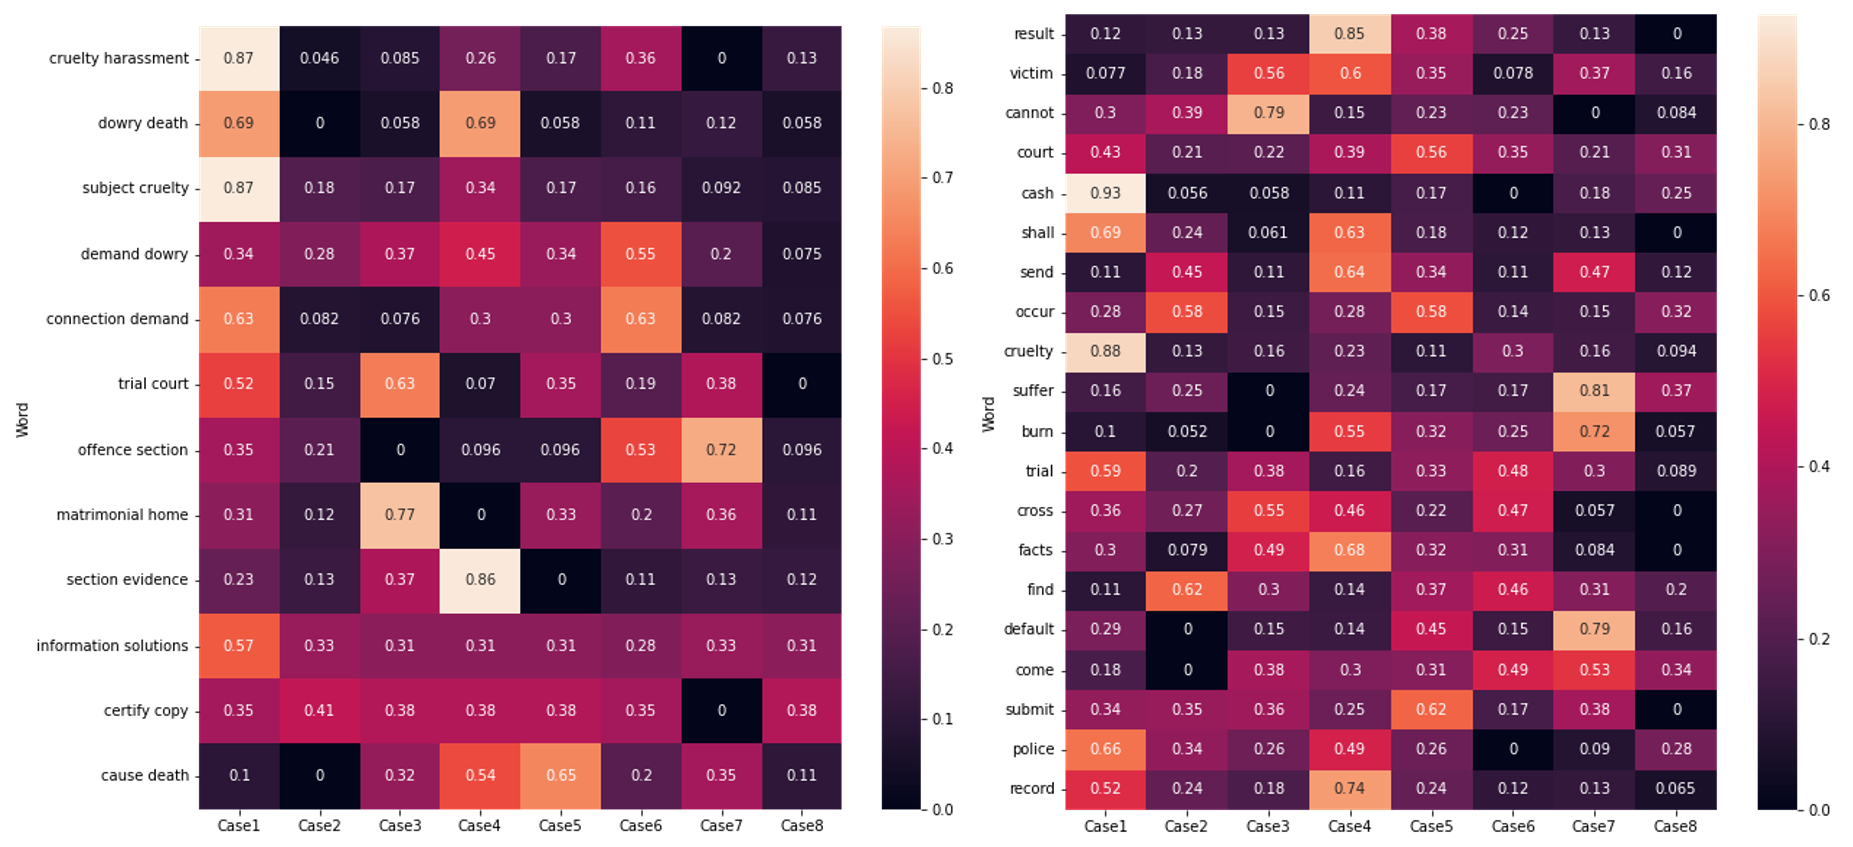 Word
cruelty harassment 0.87 0.046 0.085 0.26 0.17 0.36 0 0.13
dowry death 0.69 0 0.058 0.69 0.058 0.11 0.12 0.058
subject cruelty 0.87 0.18 0.17 0.34 0.17 0.16 0.092 0.085
demand dowry 0.34 0.28 0.37 0.45 0.34 0.55 0.2 0.075
connection demand 0.63 0.082 0.076 0.3 0.3 0.63 0.082 0.076
trial court 0.52 0.15 0.63 0.07 0.35 0.19 0.38 0
offence section 0.35 0.21 0 0.096 0.096 0.53 0.72 0.096
matrimonial home 0.31 0.12 0.77 0 0.33 0.2 0.36 0.11
section evidence 0.23 0.13 0.37 0.86 0 0.11 0.13 0.12
information solutions 0.57 0.33 0.31 0.31 0.31 0.28 0.33 0.31
certify copy 0.35 0.41 0.38 0.38 0.38 0.35 0 0.38
cause death 0.1 0 0.32 0.54 0.65 0.2 0.35 0.11
Case1 Case2 Case3 Case4 Case5 Case6 Case7 Case8
0.8
0.7
0.6
0.5
0.4
0.3
0.2
0.1
0.0
Word
result 0.12 0.13 0.13 0.85 0.38 0.25 0.13 0
victim 0.077 0.18 0.56 0.6 0.35 0.078 0.37 0.16
cannot 0.3 0.39 0.79 0.15 0.23 0.23 0 0.084
court 0.43 0.21 0.22 0.39 0.56 0.35 0.21 0.31
cash 0.93 0.056 0.058 0.11 0.17 0 0.18 0.25
shall 0.69 0.24 0.061 0.63 0.18 0.12 0.13 0
send 0.11 0.45 0.11 0.64 0.34 0.11 0.47 0.12
occur 0.28 0.58 0.15 0.28 0.58 0.14 0.15 0.32
cruelty 0.88 0.13 0.16 0.23 0.11 0.3 0.16 0.094
suffer 0.16 0.25 0 0.24 0.17 0.17 0.81 0.37
burn 0.1 0.052 0 0.55 0.32 0.25 0.72 0.057
trial 0.59 0.2 0.38 0.16 0.33 0.48 0.3 0.089
cross 0.36 0.27 0.55 0.46 0.22 0.47 0.057 0
facts 0.3 0.079 0.49 0.68 0.32 0.31 0.084 0
find 0.11 0.62 0.3 0.14 0.37 0.46 0.31 0.2
default 0.29 0 0.15 0.14 0.45 0.15 0.79 0.16
come 0.18 0 0.38 0.3 0.31 0.49 0.53 0.34
submit 0.34 0.35 0.36 0.25 0.62 0.17 0.38 0
police 0.66 0.34 0.26 0.49 0.26 0 0.09 0.28
record 0.52 0.24 0.18 0.74 0.24 0.12 0.13 0.065
Case1 Case2 Case3 Case4 Case5 Case6 Case7 Case8
0.8
0.6
0.4
0.2
0.0